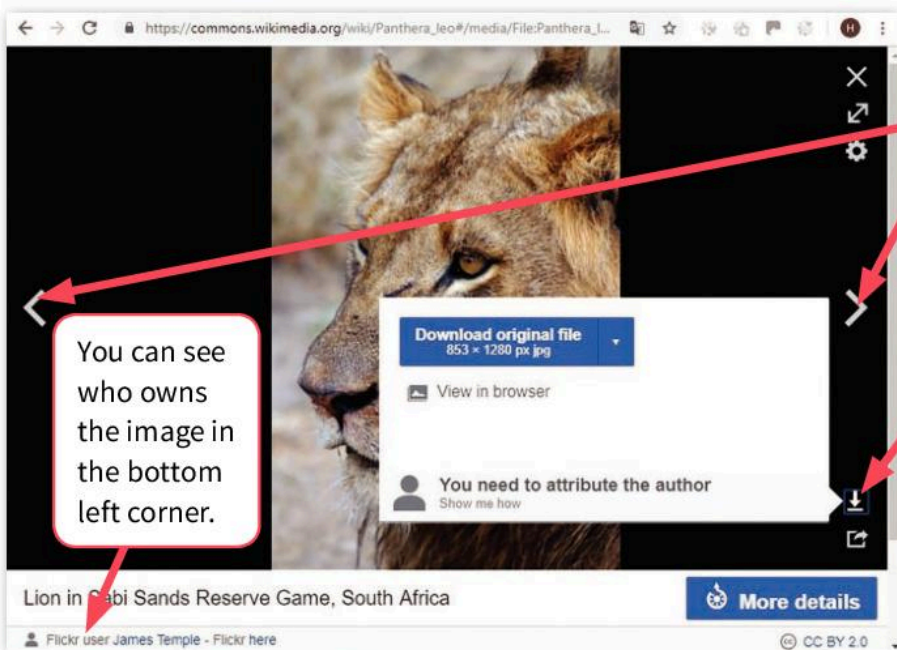 https://commons.wikimedia.org/wiki/Panthera_leo#/media/File:Panthera_l...
H
Download original file
853 × 1280 px jpg
View in browser
You can see
who owns
the image in
the bottom
left corner.
You need to attribute the author
Show me how
Lion in Sabi Sands Reserve Game, South Africa
More details
Flickr user James Temple - Flickr here
CC BY 2.0